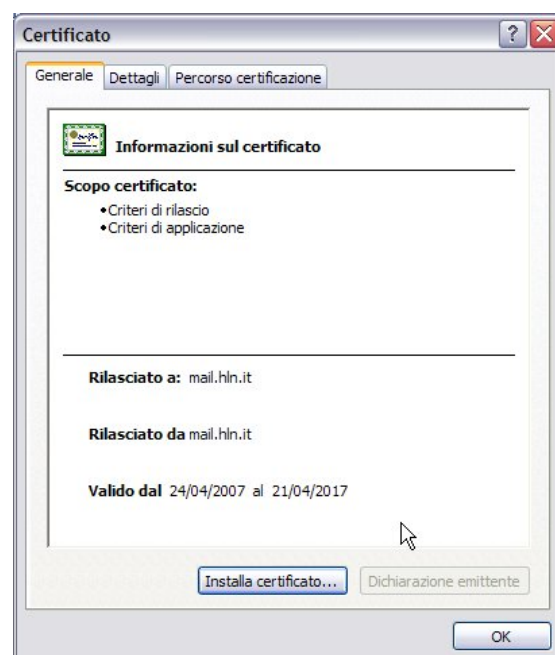 Certificato
Generale Dettagli Percorso certificazione
Informazioni sul certificato
Scopo certificato:
•Criteri di rilascio
•Criteri di applicazione
Rilasciato a: mail.hln.it
Rilasciato da mail.hln.it
Valido dal 24/04/2007 al 21/04/2017
Installa certificato... Dichiarazione emittente
OK